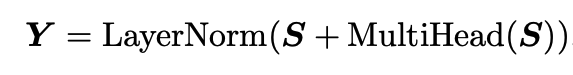 Y = LayerNorm(S + MultiHead(S))